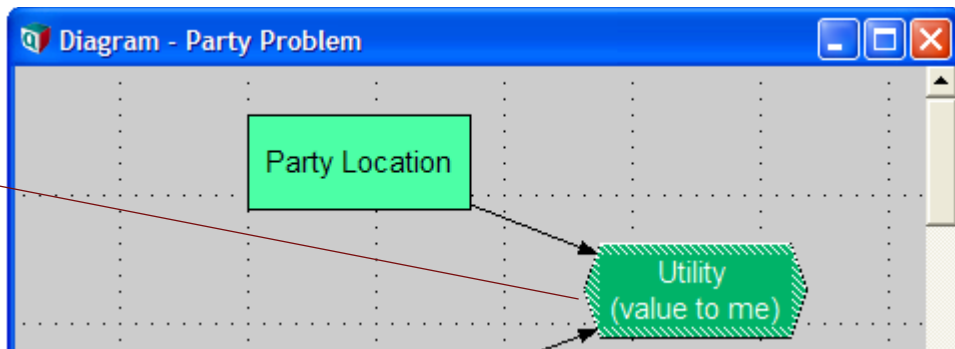 Diagram - Party Problem
Party Location
Utility
(value to me)